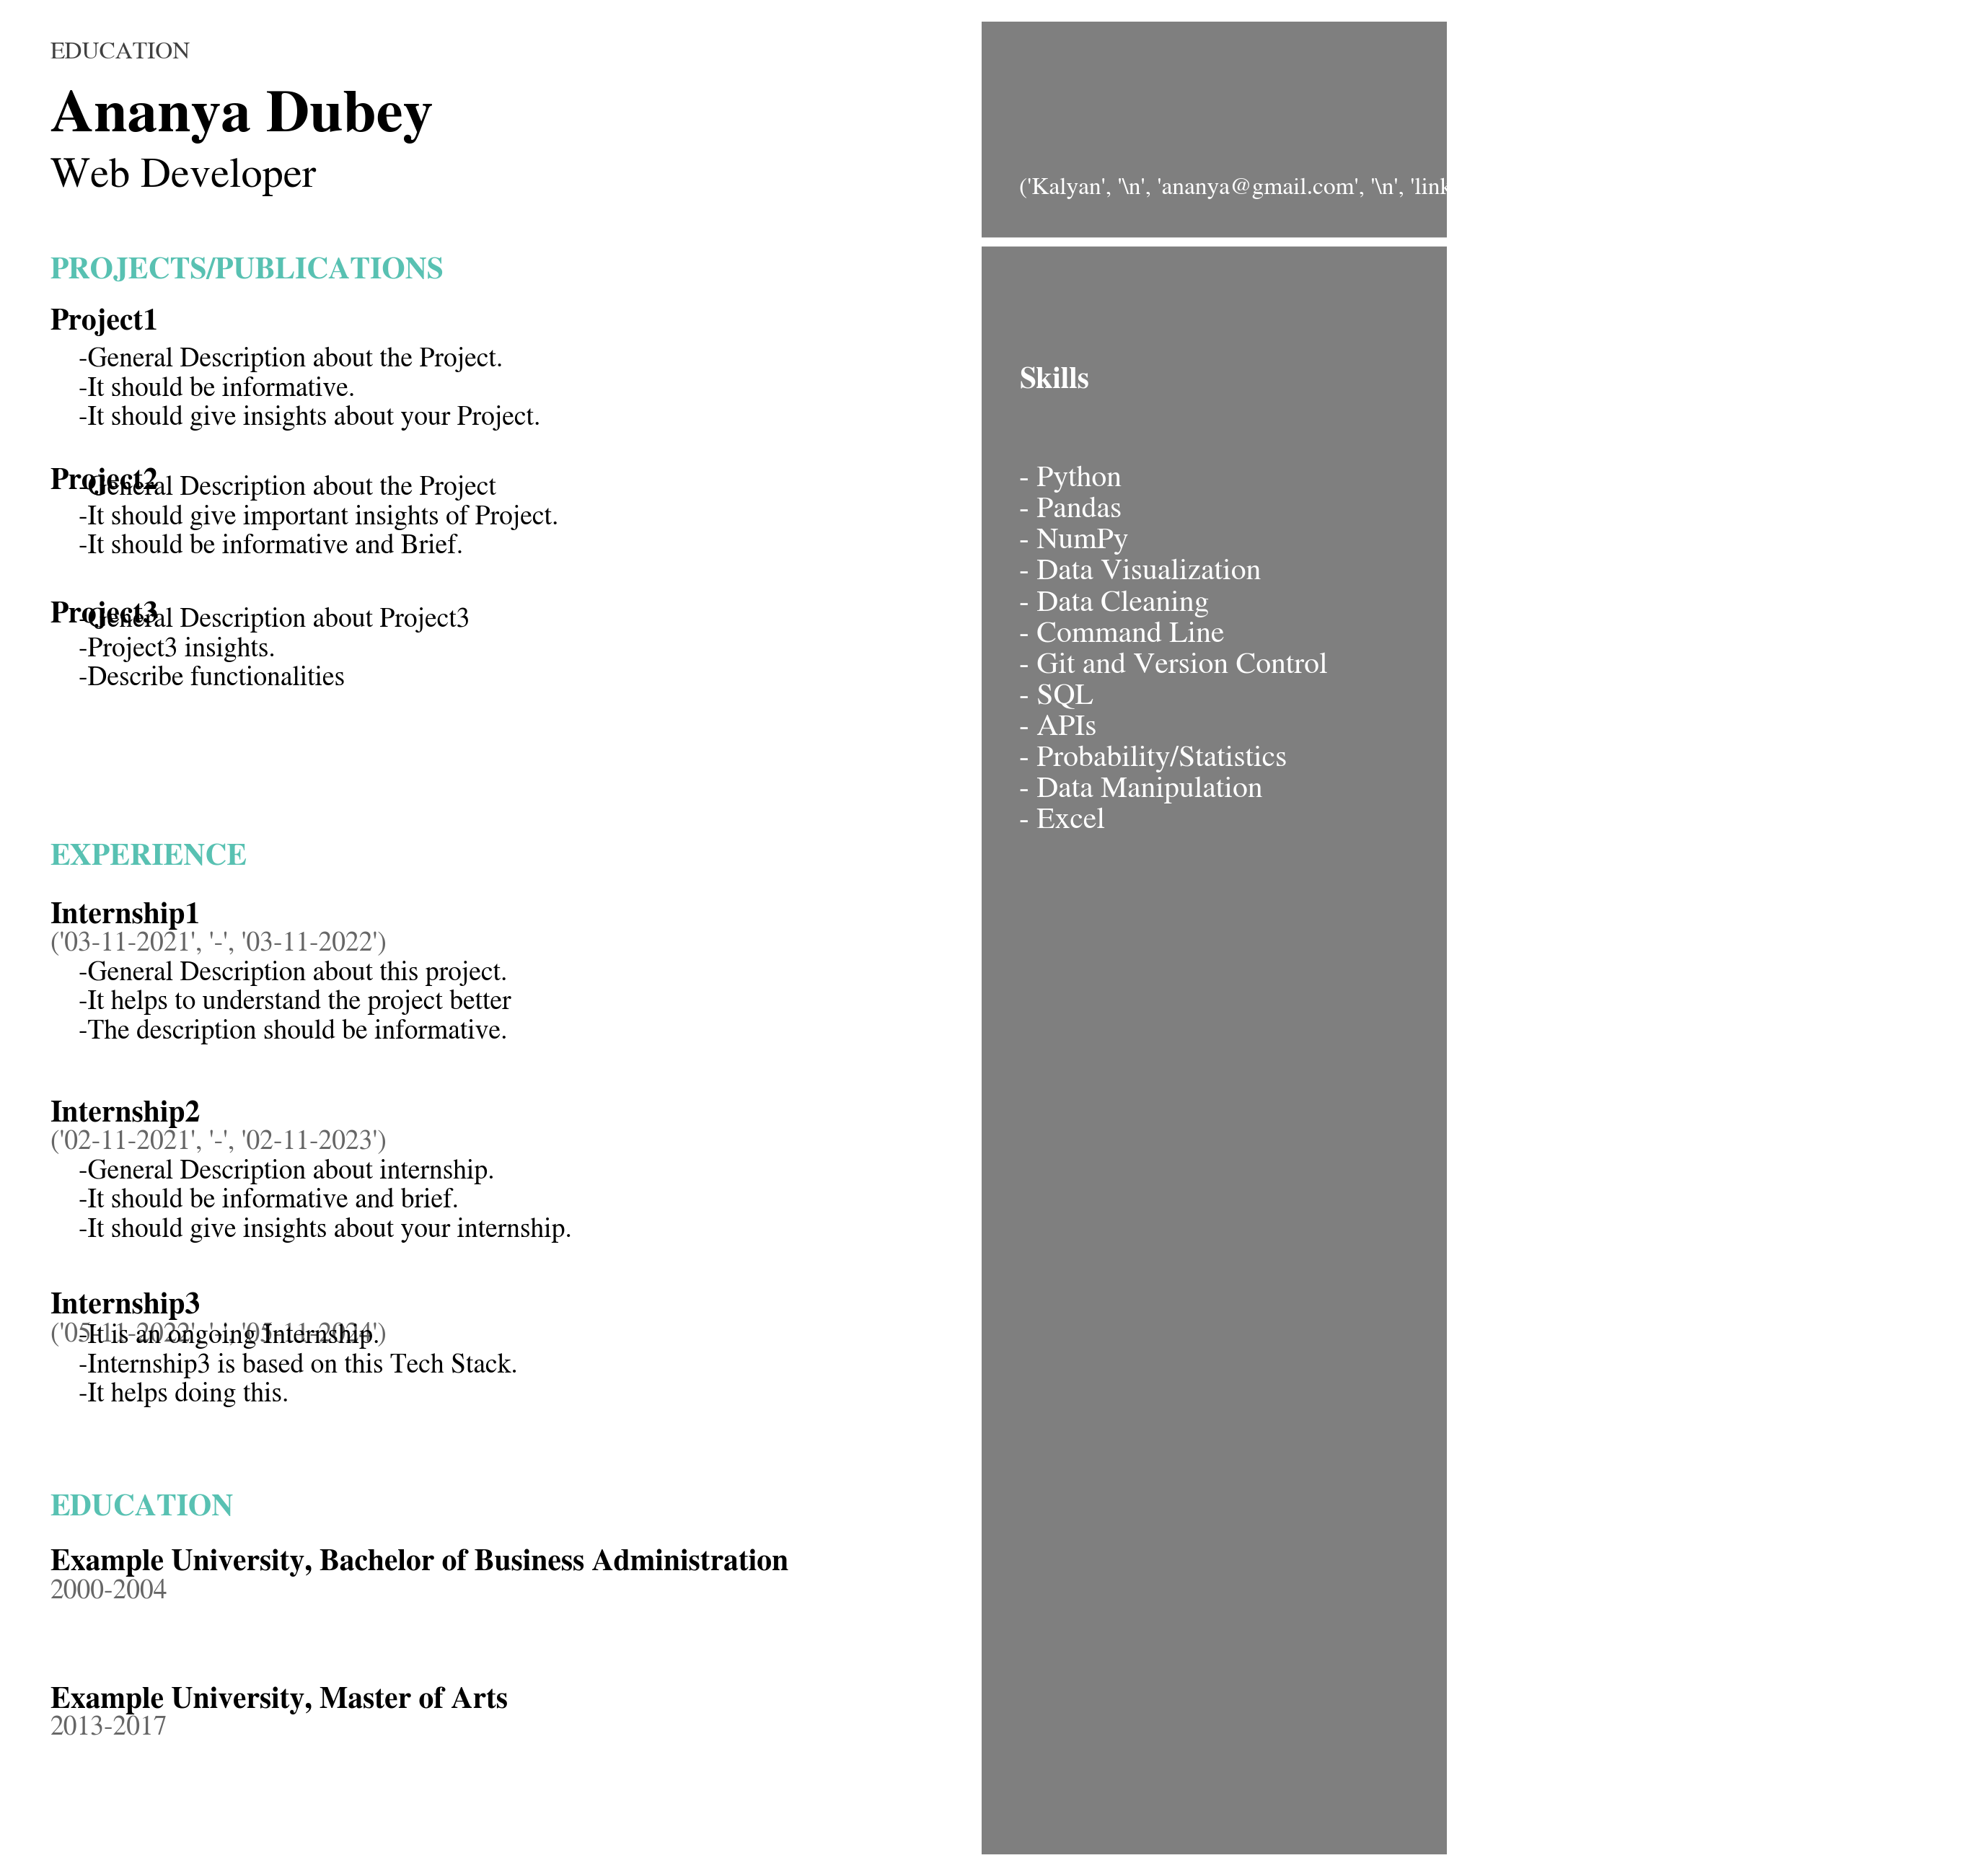 EDUCATION
Ananya Dubey
Web Developer
PROJECTS/PUBLICATIONS
Project1
-General Description about the Project.
-It should be informative.
-It should give insights about your Project.
Project2
-General Description about the Project
-It should give important insights of Project.
-It should be informative and Brief.
Project3
-General Description about Project3
-Project3 insights.
-Describe functionalities
EXPERIENCE
Internship1
('03-11-2021', '-', '03-11-2022')
-General Description about this project.
-It helps to understand the project better
-The description should be informative.
Internship2
('02-11-2021', '-', '02-11-2023')
-General Description about internship.
-It should be informative and brief.
-It should give insights about your internship.
Internship3
('05-11-2022', '-', '05-11-2024')
-It is an ongoing Internship.
-Internship3 is based on this Tech Stack.
-It helps doing this.
EDUCATION
Example University, Bachelor of Business Administration
2000-2004
Example University, Master of Arts
2013-2017
('Kalyan', '\n', 'ananya@gmail.com', '\n', 'link
Skills
- Python
- Pandas
- NumPy
- Data Visualization
- Data Cleaning
- Command Line
- Git and Version Control
- SQL
- APIs
- Probability/Statistics
- Data Manipulation
- Excel